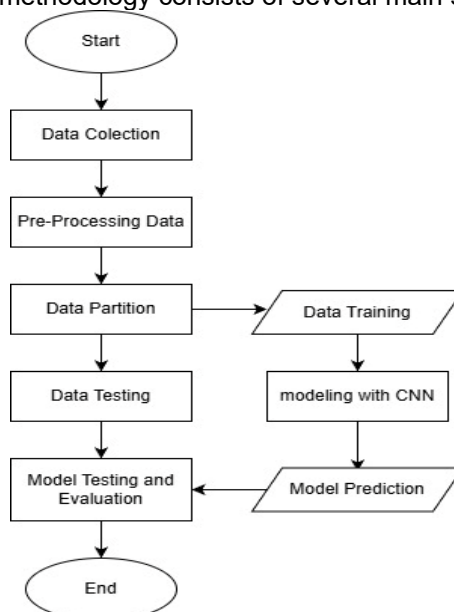 methodology consists of several main s
Start
Data Colection
Pre-Processing Data
Data Partition
Data Training
Data Testing
modeling with CNN
Model Testing and
Evaluation
Model Prediction
End